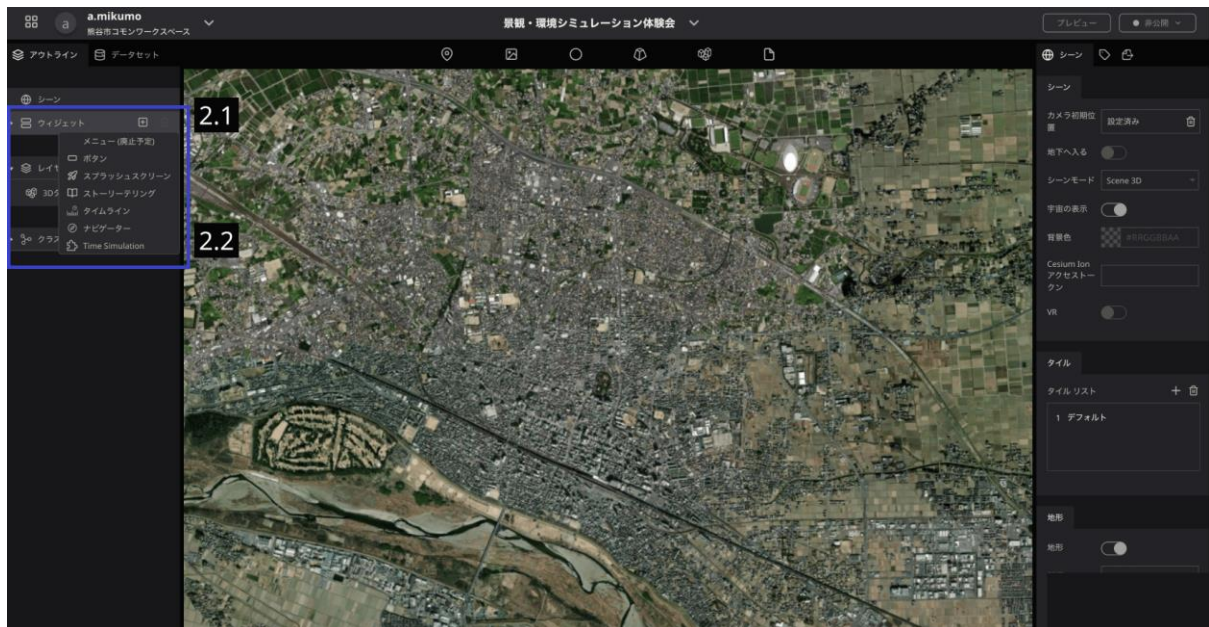 a
a.mikumo
熊谷市コモンワークスペース
景観・環境シミュレーション体験会
プレビュー
非公開
アウトライン
データセット
シーン
ウィジェット
メニュー (廃止予定)
ボタン
レイヤ
スプラッシュスクリーン
3D
ストーリーテリング
タイムライン
ナビゲーター
クラス
Time Simulation
2.1
2.2
シーン
シーン
カメラ初期位置
設定済み
地下へ入る
シーンモード
Scene 3D
宇宙の表示
背景色
#RRGGBBAA
Cesium Ion
アクセストー
クン
VR
タイル
タイル リスト
1 デフォルト
地形
地形